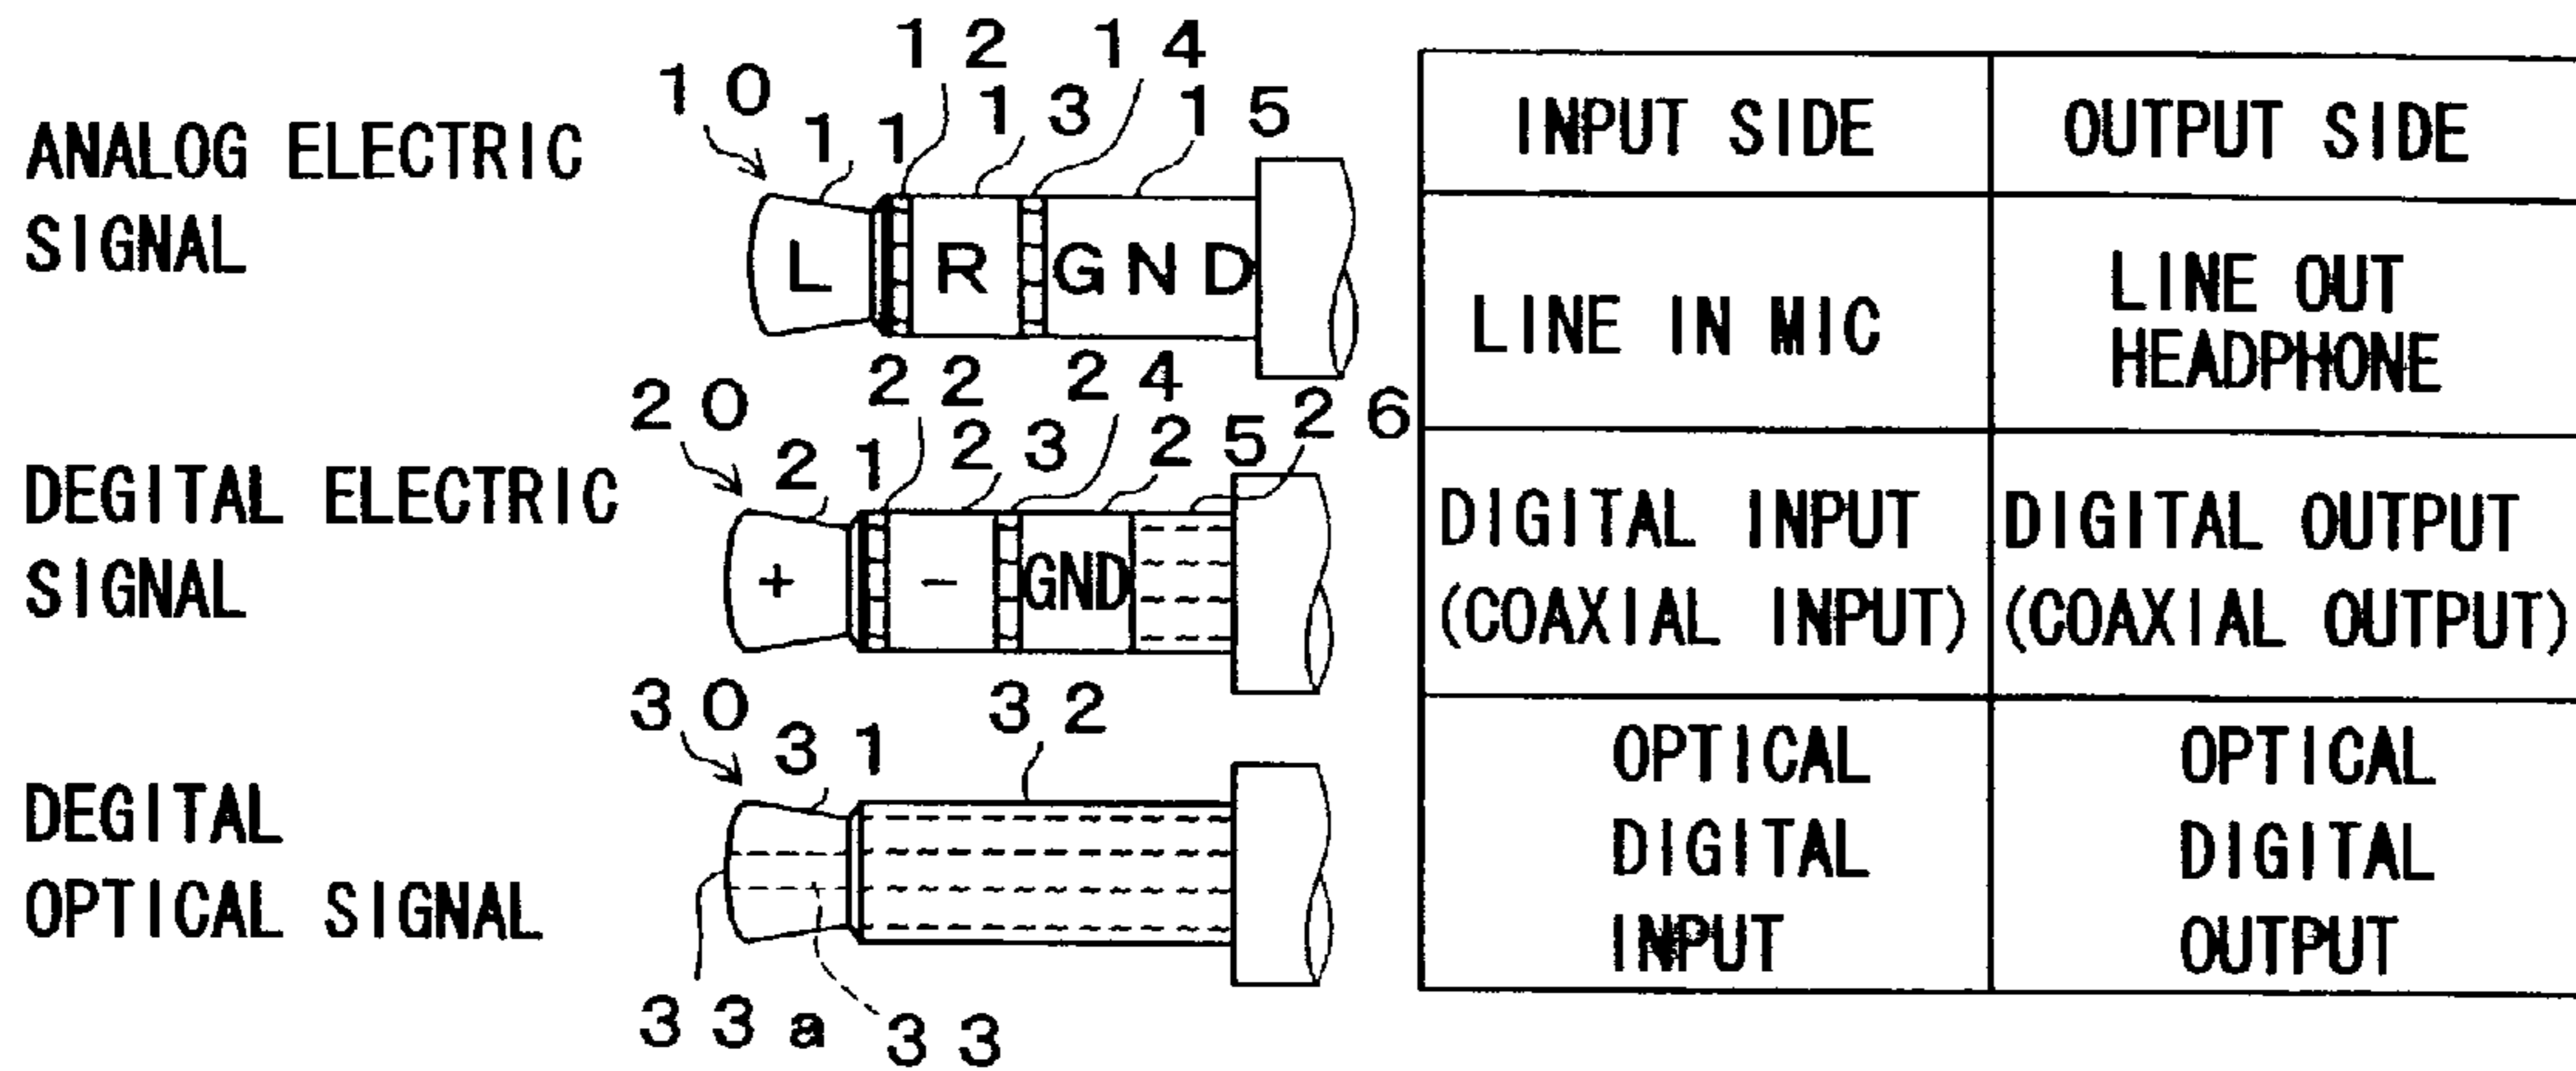 ANALOG ELECTRIC
SIGNAL
10
11
12
13
14
15
L R GND
DEGITAL ELECTRIC
SIGNAL
20
21
22
23
24
25
26
+ − GND
DEGITAL
OPTICAL SIGNAL
30
31
32
33a
33
INPUT SIDE OUTPUT SIDE
LINE IN MIC
LINE OUT
HEADPHONE
DIGITAL INPUT
(COAXIAL INPUT)
DIGITAL OUTPUT
(COAXIAL OUTPUT)
OPTICAL
DIGITAL
INPUT
OPTICAL
DIGITAL
OUTPUT